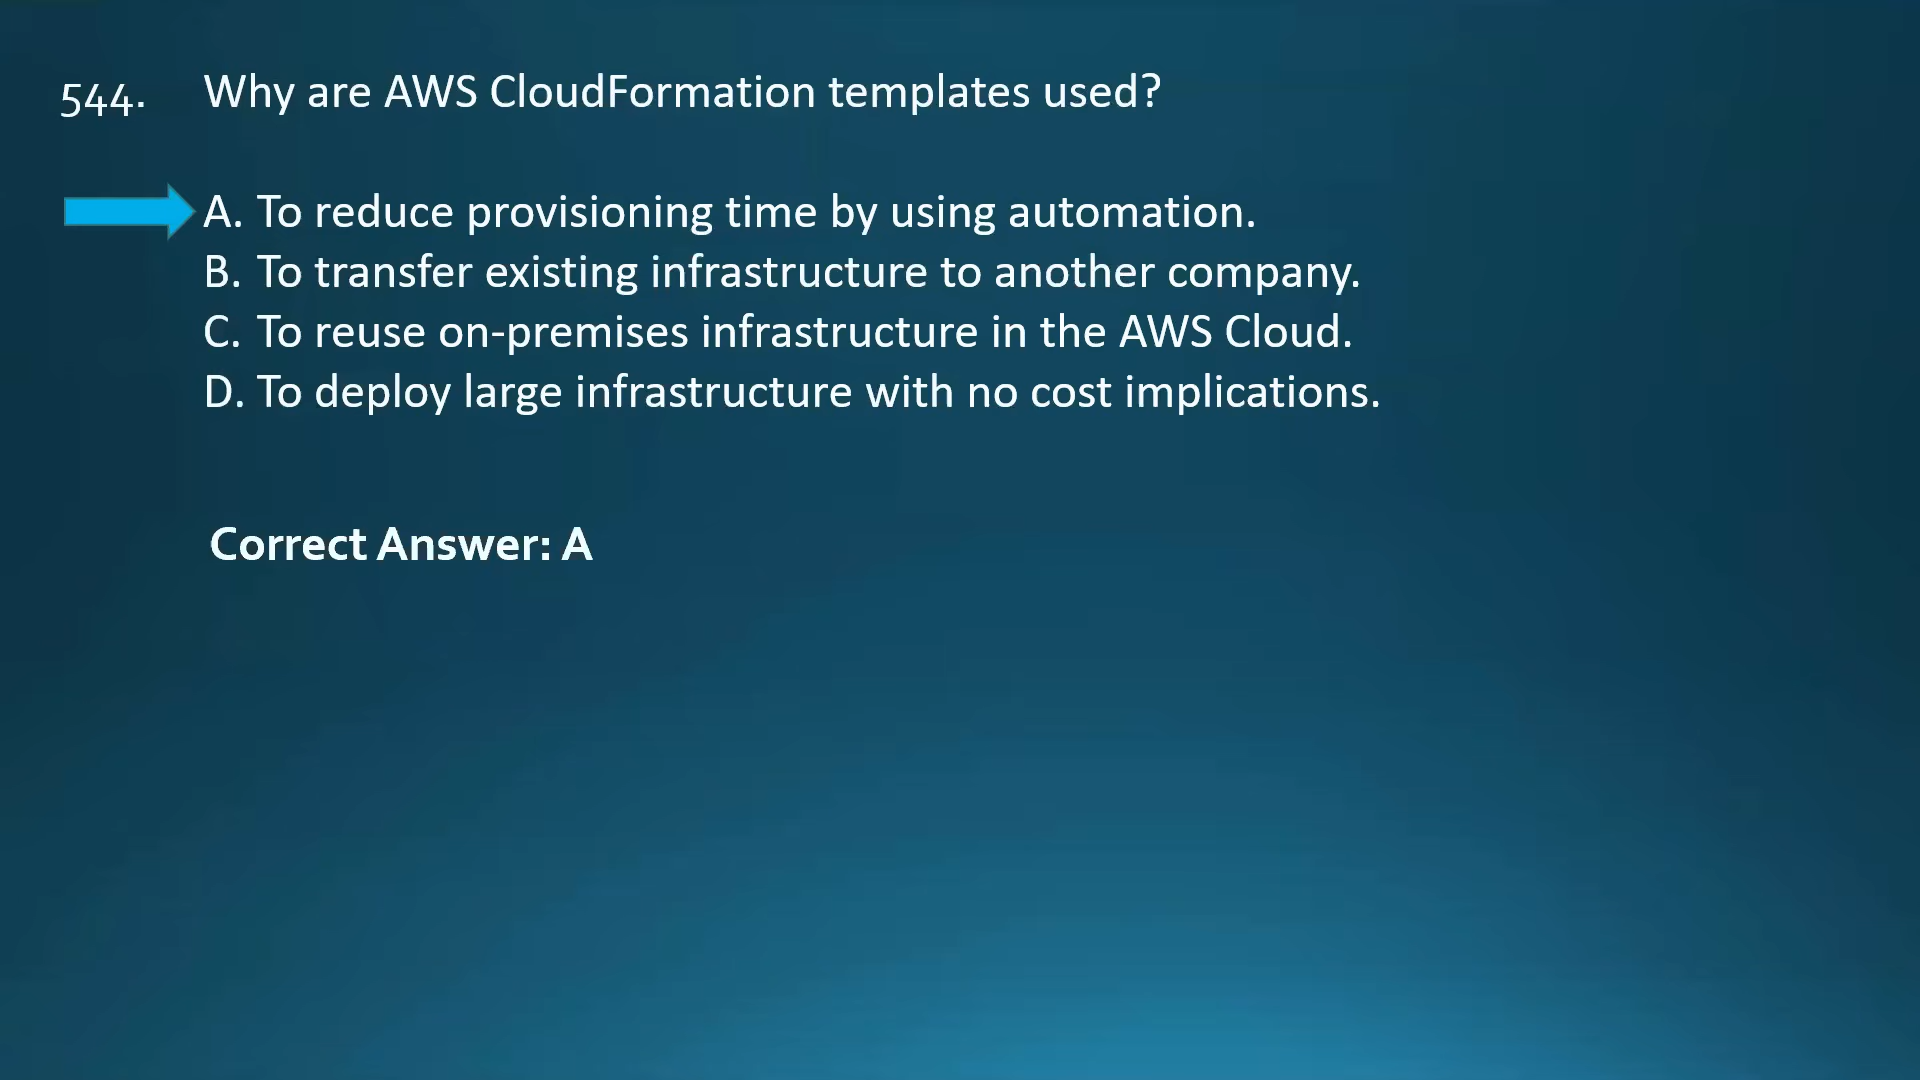 544. Why are AWS CloudFormation templates used?
A. To reduce provisioning time by using automation.
B. To transfer existing infrastructure to another company.
C. To reuse on-premises infrastructure in the AWS Cloud.
D. To deploy large infrastructure with no cost implications.
Correct Answer: A